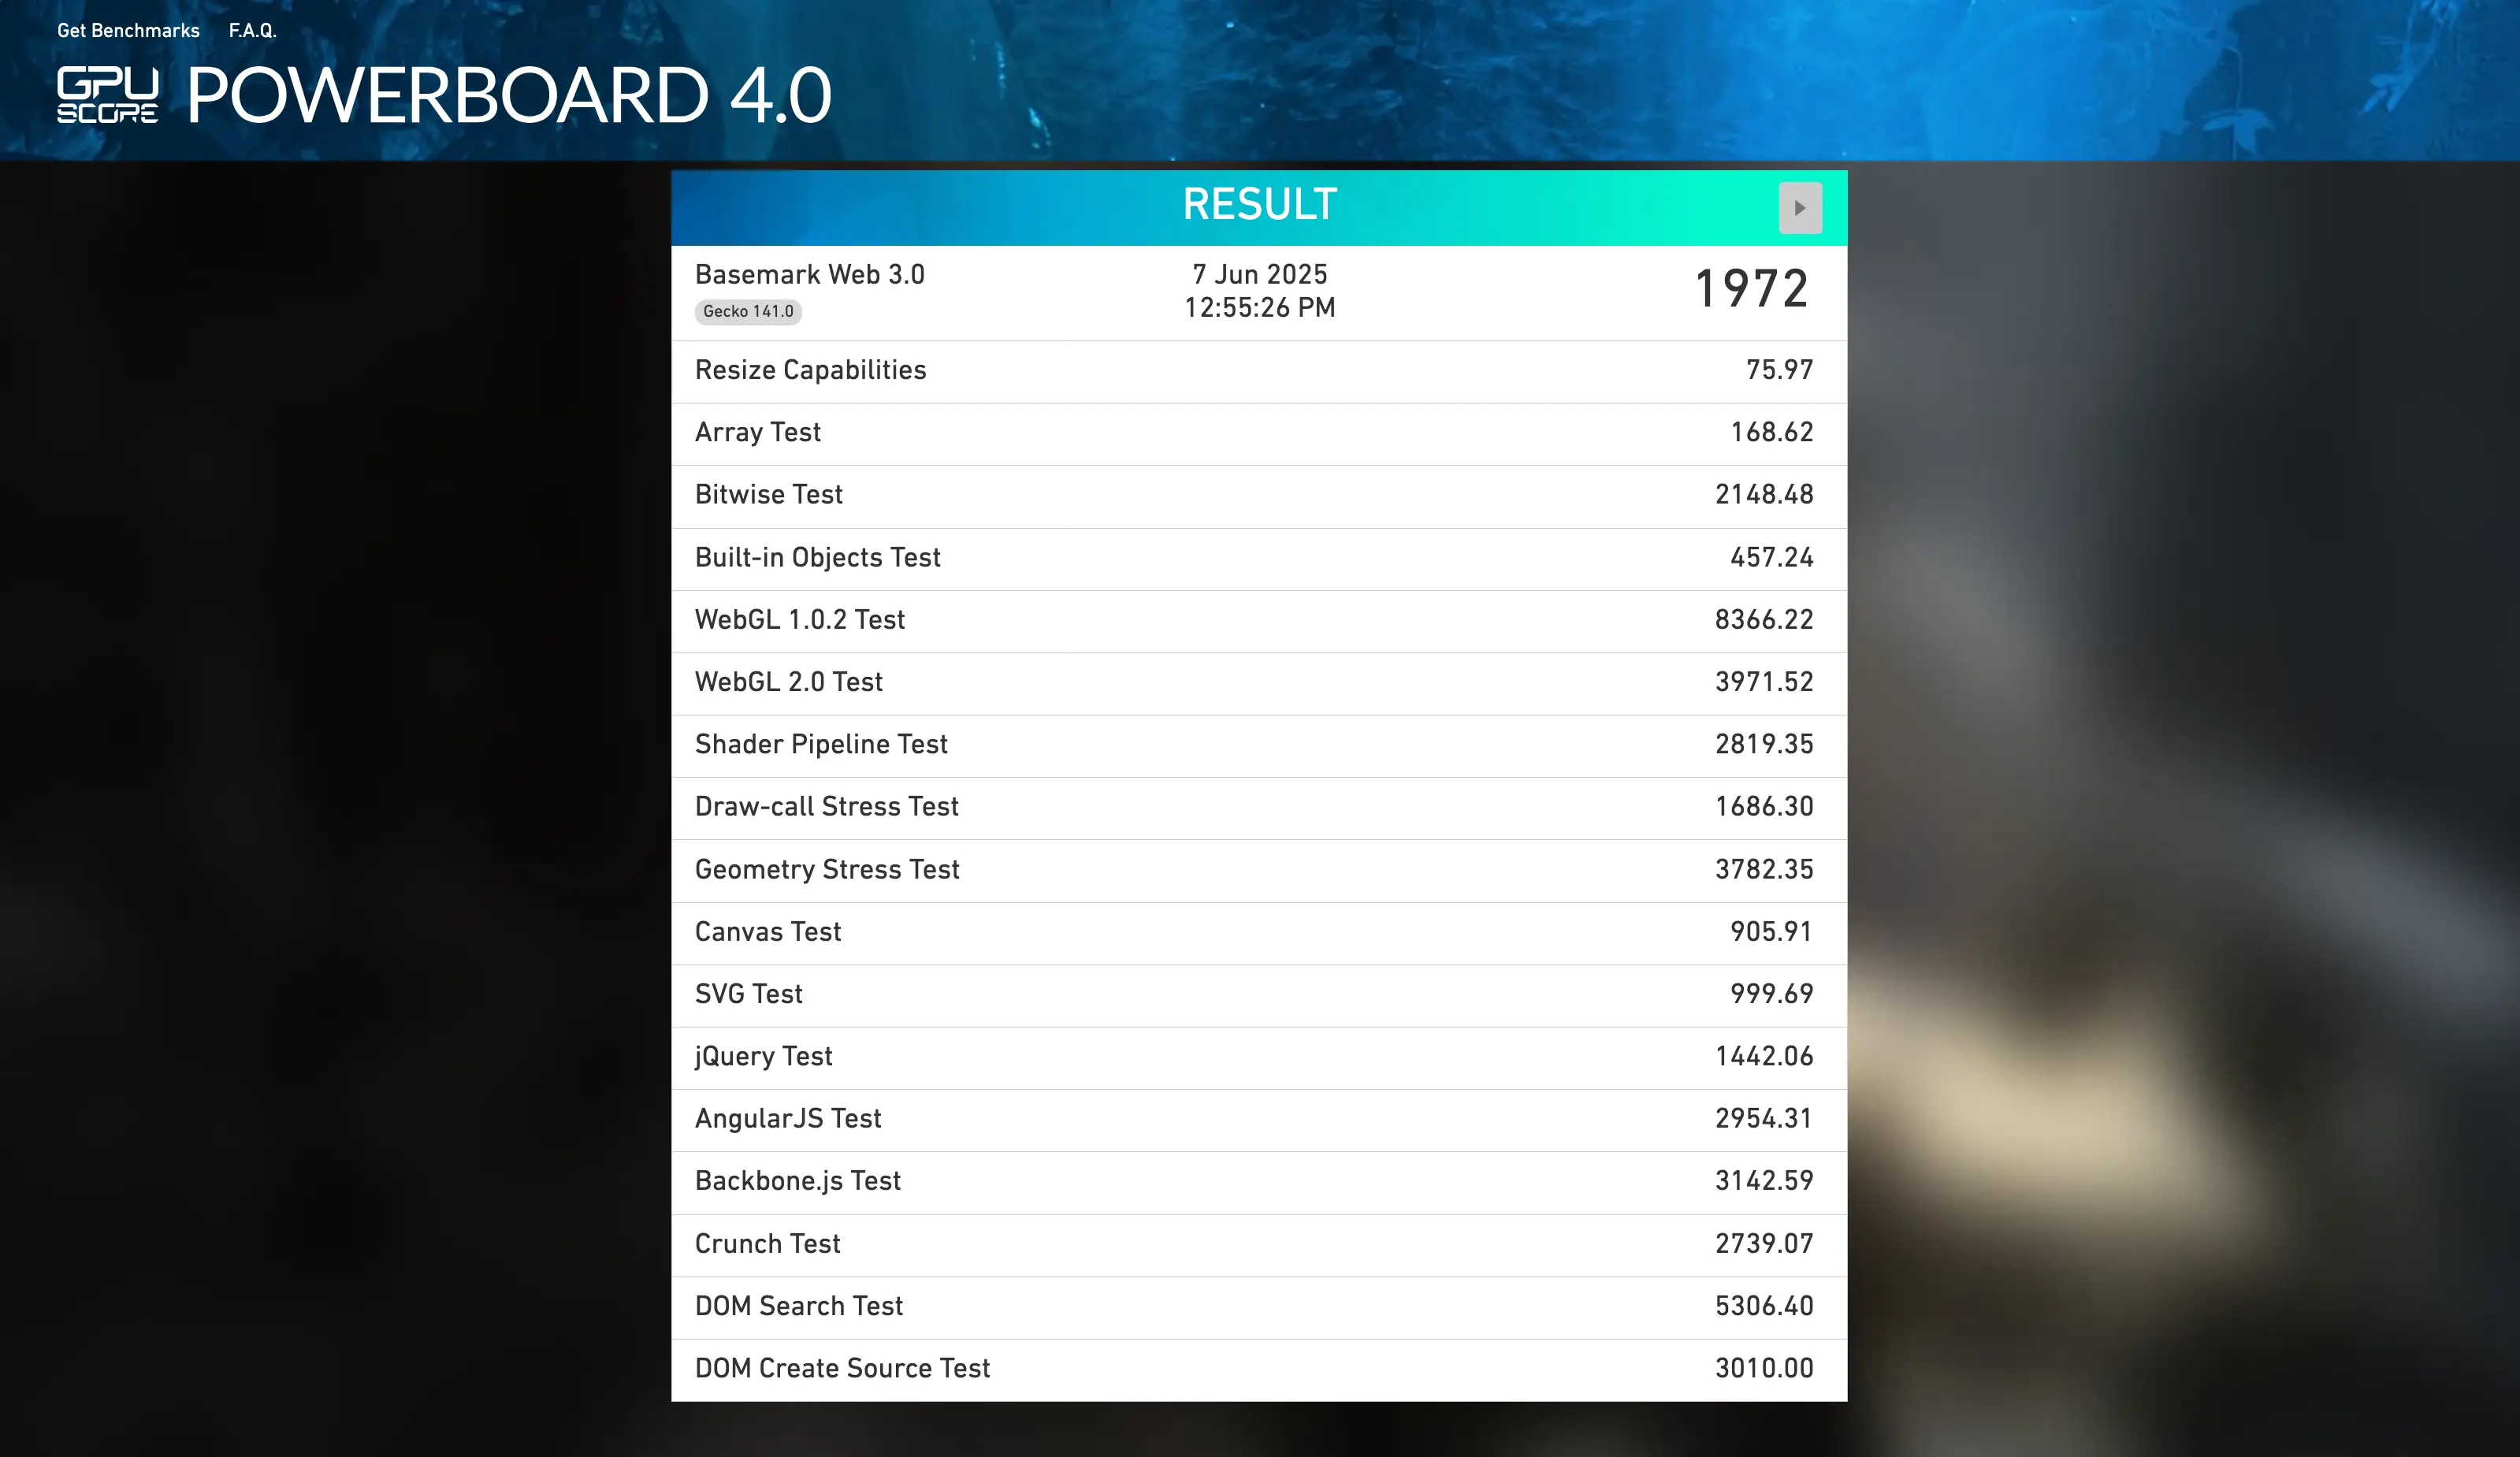 Get Benchmarks F.A.Q.
GPU SCORE POWERBOARD 4.0
RESULT
Basemark Web 3.0 7 Jun 2025 1972
Gecko 141.0 12:55:26 PM
Resize Capabilities 75.97
Array Test 168.62
Bitwise Test 2148.48
Built-in Objects Test 457.24
WebGL 1.0.2 Test 8366.22
WebGL 2.0 Test 3971.52
Shader Pipeline Test 2819.35
Draw-call Stress Test 1686.30
Geometry Stress Test 3782.35
Canvas Test 905.91
SVG Test 999.69
jQuery Test 1442.06
AngularJS Test 2954.31
Backbone.js Test 3142.59
Crunch Test 2739.07
DOM Search Test 5306.40
DOM Create Source Test 3010.00